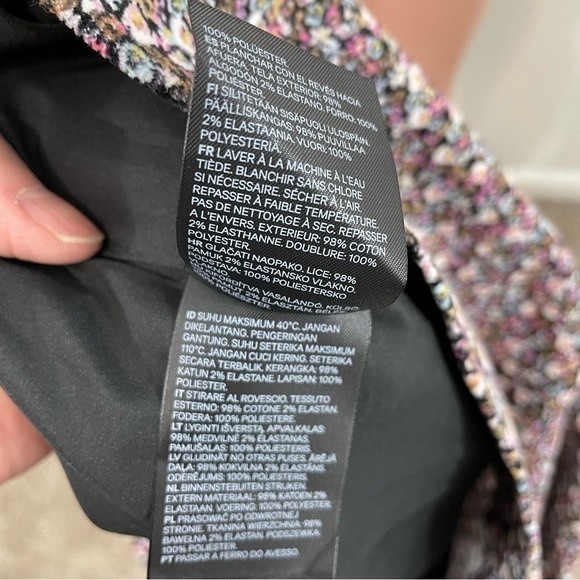 100% POLÜESTER.
ES PLANCHAR CON EL REVÉS HACIA
AFUERA TELA EXTERIOR: 98%
ALGODÓN 2% ELASTANO. FORRO: 100%
POLIÉSTER.
FI SILITETÄÄN SISÄPUOLI ULOSPÄIN.
PÄÄLLISKANGAS: 98% PUUVILLAA
2% ELASTAANIA. VUORI: 100%
POLYESTERIÄ.
FR LAVER À LA MACHINE À L'EAU
TIÈDE. BLANCHIR SANS CHLORE
SI NÉCESSAIRE. SÉCHER À L'AIR.
REPASSER À FAIBLE TEMPÉRATURE.
PAS DE NETTOYAGE À SEC. REPASSER
A L'ENVERS. EXTERIEUR: 98% COTON
2% ELASTHANNE. DOUBLURE: 100%
POLYESTER.
HR GLAČATI NAOPAKO. LICE: 98%
PAMUK 2% ELASTANSKO VLAKNO.
PODSTAVA: 100% POLIESTERSKO
VLAKNO.
VASALANDÓ.
2% ELASZTÁN.
POLIÉSZTER.
ID SUHU MAKSIMUM 40°C. JANGAN
DIKELANTANG. PENGERINGAN
GANTUNG. SUHU SETERIKA MAKSIMUM
110°C. JANGAN CUCI KERING. SETERIKA
SECARA TERBALIK. KERANGKA: 98%
KATUN 2% ELASTANE. LAPISAN: 100%
POLIESTER.
IT STIRARE AL ROVESCIO. TESSUTO
ESTERNO: 98% COTONE 2% ELASTAN.
FODERA: 100% POLIESTERE.
LT LYGINTI IŠVERSTĄ. APVALKALAS:
98% MEDVILNĖ 2% ELASTANAS.
PAMUŠALAS: 100% POLIESTERIS.
LV GLUDINĀT NO OTRAS PUSES. ĀRĒJĀ
DAĻA: 98% KOKVILNA 2% ELASTĀNS.
ODERĒJUMS: 100% POLIESTERS.
NL BINNENSTEBUITEN STRIJKEN.
EXTERN MATERIAAL: 98% KATOEN 2%
ELASTAAN. VOERING: 100% POLYESTER.
PL PRASOWAĆ PO ODWROTNEJ
STRONIE. TKANINA WIERZCHNIA: 98%
BAWEŁNA 2% ELASTAN. PODSZEWKA:
100% POLIESTER.
PT PASSAR A FERRO DO AVESSO.